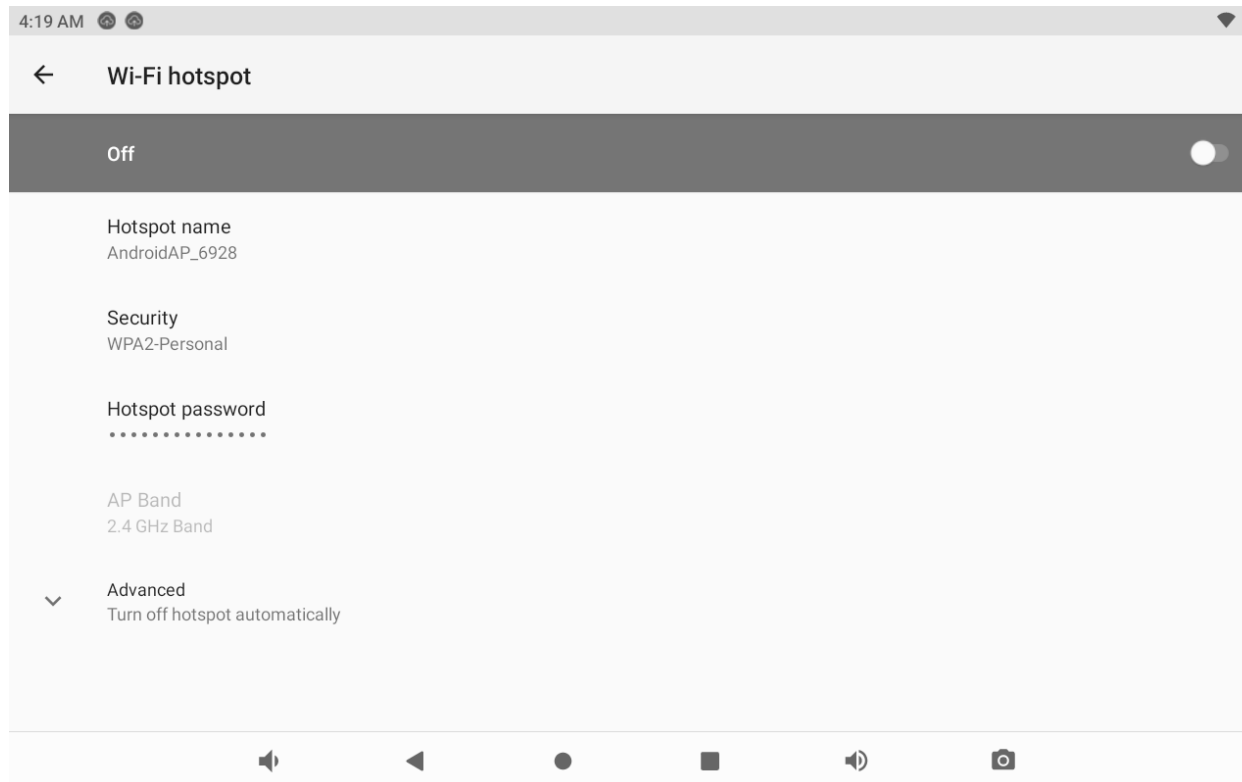 4:19 AM
Wi-Fi hotspot
Off
Hotspot name
AndroidAP_6928
Security
WPA2-Personal
Hotspot password
•••••••••••••••
AP Band
2.4 GHz Band
Advanced
Turn off hotspot automatically